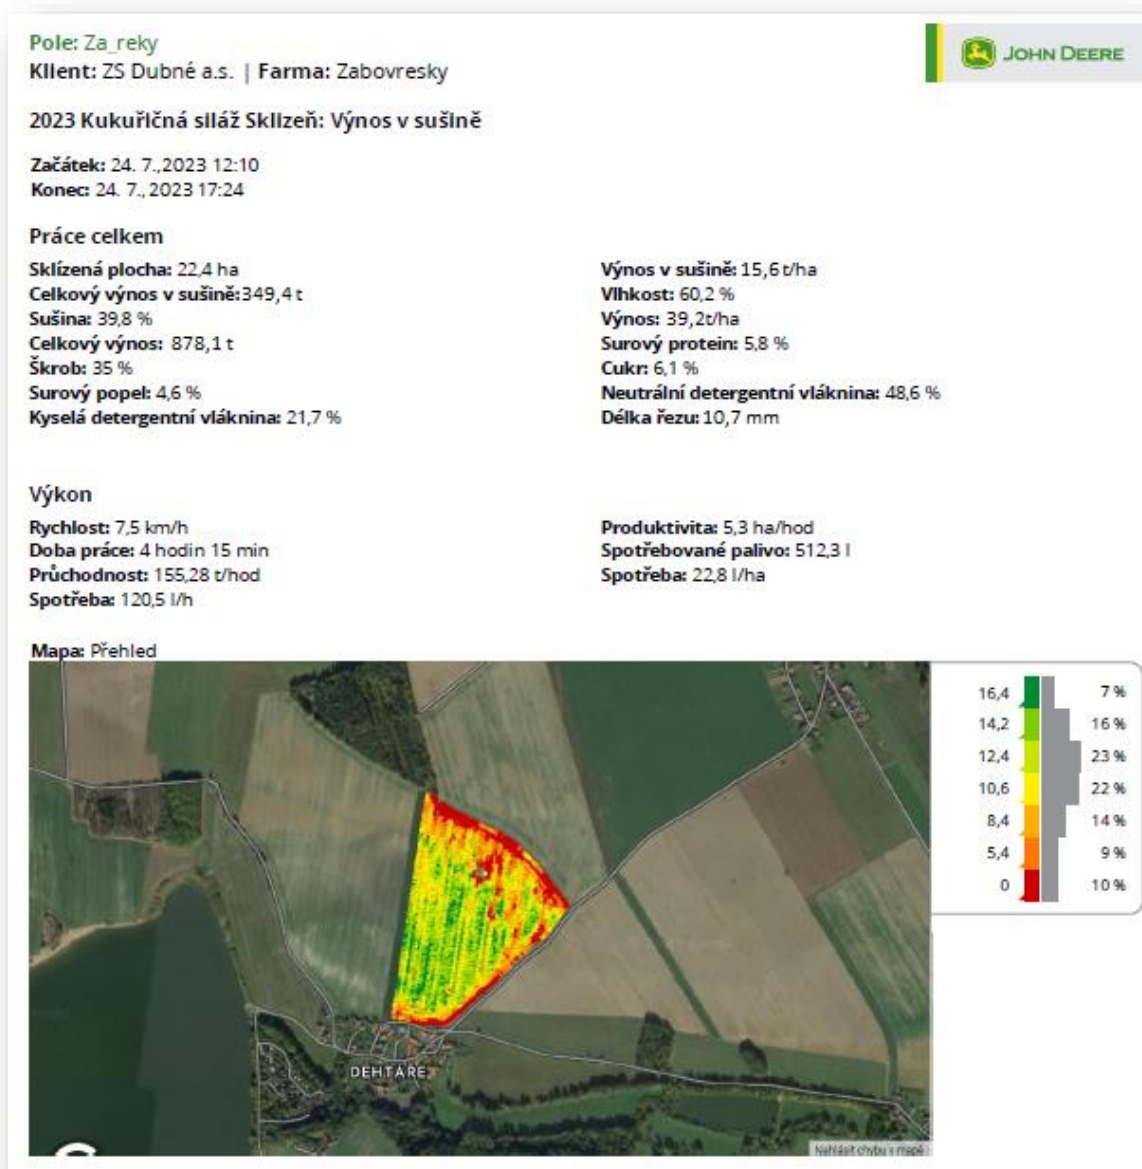 Pole: Za_reky
JOHN DEERE
Klient: ZS Dubné a.s. | Farma: Zabovresky
2023 Kukuřičná siláž Sklizeň: Výnos v sušině
Začátek: 24. 7., 2023 12:10
Konec: 24. 7., 2023 17:24
Práce celkem
Sklízená plocha: 22,4 ha
Celkový výnos v sušině:349,4 t
Sušina: 39,8 %
Celkový výnos: 878,1 t
Škrob: 35 %
Surový popel: 4,6 %
Kyselá detergentní vláknina: 21,7 %
Výnos v sušině: 15,6 t/ha
Vlhkost: 60,2 %
Výnos: 39,2t/ha
Surový protein: 5,8 %
Cukr: 6,1 %
Neutrální detergentní vláknina: 48,6 %
Délka řezu: 10,7 mm
Výkon
Rychlost: 7,5 km/h
Doba práce: 4 hodin 15 min
Průchodnost: 155,28 t/hod
Spotřeba: 120,5 l/h
Produktivita: 5,3 ha/hod
Spotřebované palivo: 512,3 l
Spotřeba: 22,8 l/ha
Mapa: Přehled
16,4 7 %
14,2 16 %
12,4 23 %
10,6 22 %
8,4 14 %
5,4 9 %
0 10 %
DEHTÁŘE
Nahlásit chybu v mapě